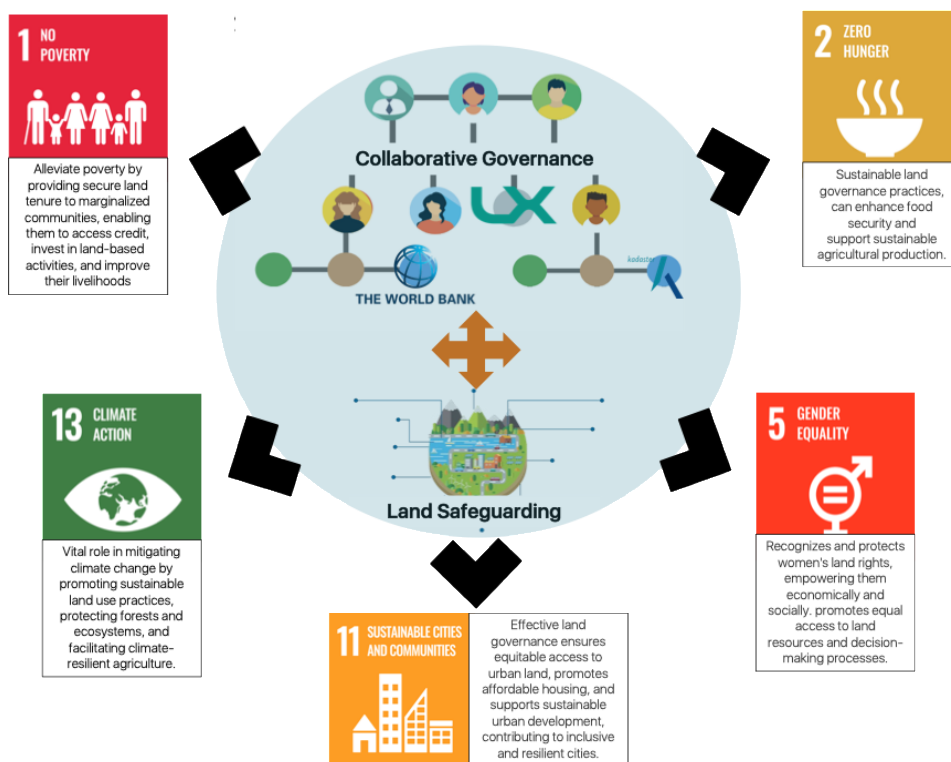 1 NO
POVERTY
Alleviate poverty by
providing secure land
tenure to marginalized
communities, enabling
them to access credit,
invest in land-based
activities, and improve
their livelihoods
2 ZERO
HUNGER
Sustainable land
governance practices,
can enhance food
security and
support sustainable
agricultural production.
Collaborative Governance
UX
THE WORLD BANK
kadaster
Land Safeguarding
13 CLIMATE
ACTION
Vital role in mitigating
climate change by
promoting sustainable
land use practices,
protecting forests and
ecosystems, and
facilitating climate-
resilient agriculture.
5 GENDER
EQUALITY
Recognizes and protects
women's land rights,
empowering them
economically and
socially. promotes equal
access to land
resources and decision-
making processes.
11 SUSTAINABLE CITIES
AND COMMUNITIES
Effective land
governance ensures
equitable access to
urban land, promotes
affordable housing, and
supports sustainable
urban development,
contributing to inclusive
and resilient cities.